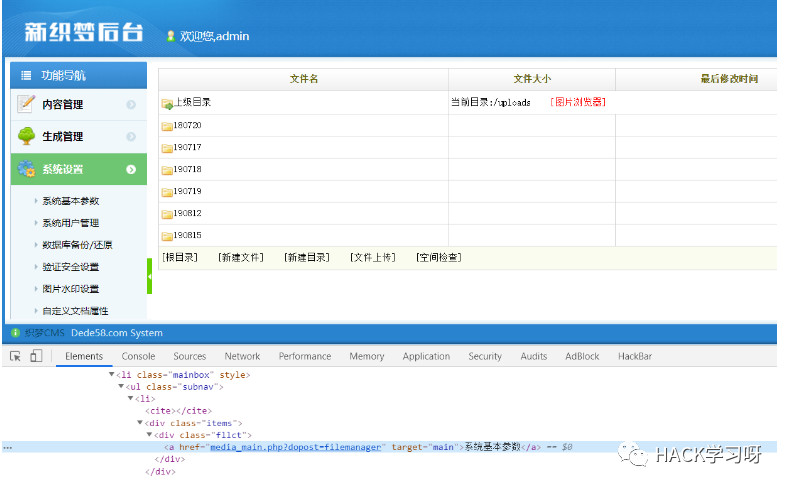 新织梦后台
欢迎您,admin
功能导航
内容管理
生成管理
系统设置
系统基本参数
系统用户管理
数据库备份/还原
验证安全设置
图片水印设置
自定义文档属性
文件名 文件大小 最后修改时间
上级目录 当前目录:/uploads [图片浏览器]
180720
190717
190718
190719
190812
190815
[根目录] [新建文件] [新建目录] [文件上传] [空间检查]
织梦CMS Dede58.com System
Elements Console Sources Network Performance Memory Application Security Audits AdBlock HackBar
▼<li class="mainbox" style>
▼<ul class="subnav">
▼<li>
<cite></cite>
▼<div class="items">
▼<div class="fllct">
… <a href="media_main.php?dopost=filemanager" target="main">系统基本参数</a> == $0
</div>
</div>
HACK学习呀